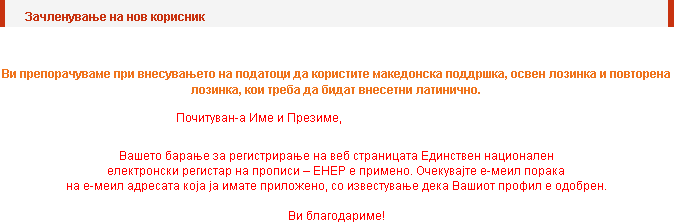 Зачленување на нов корисник
Ви препорачуваме при внесувањето на податоци да користите македонска поддршка, освен лозинка и повторена
лозинка, кои треба да бидат внесетни латинично.
Почитуван-а Име и Презиме,
Вашето барање за регистрирање на веб страницата Единствен национален
електронски регистар на прописи – ЕНЕР е примено. Очекувајте е-меил порака
на е-меил адресата која ја имате приложено, со известување дека Вашиот профил е одобрен.
Ви благодариме!